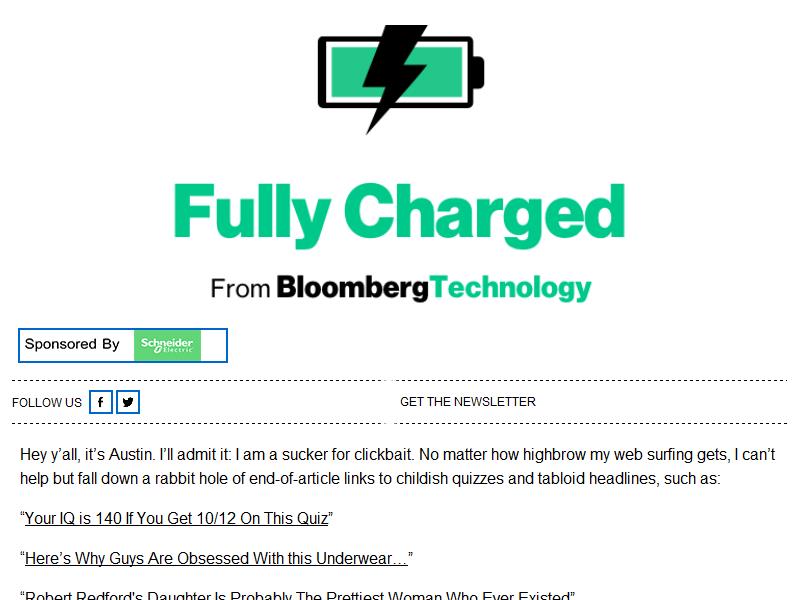 Fully Charged
From BloombergTechnology
Sponsored By Schneider Electric
FOLLOW US
GET THE NEWSLETTER
Hey y’all, it’s Austin. I’ll admit it: I am a sucker for clickbait. No matter how highbrow my web surfing gets, I can’t
help but fall down a rabbit hole of end-of-article links to childish quizzes and tabloid headlines, such as:
“Your IQ is 140 If You Get 10/12 On This Quiz”
“Here’s Why Guys Are Obsessed With this Underwear…”
“Robert Redford's Daughter Is Probably The Prettiest Woman Who Ever Existed”